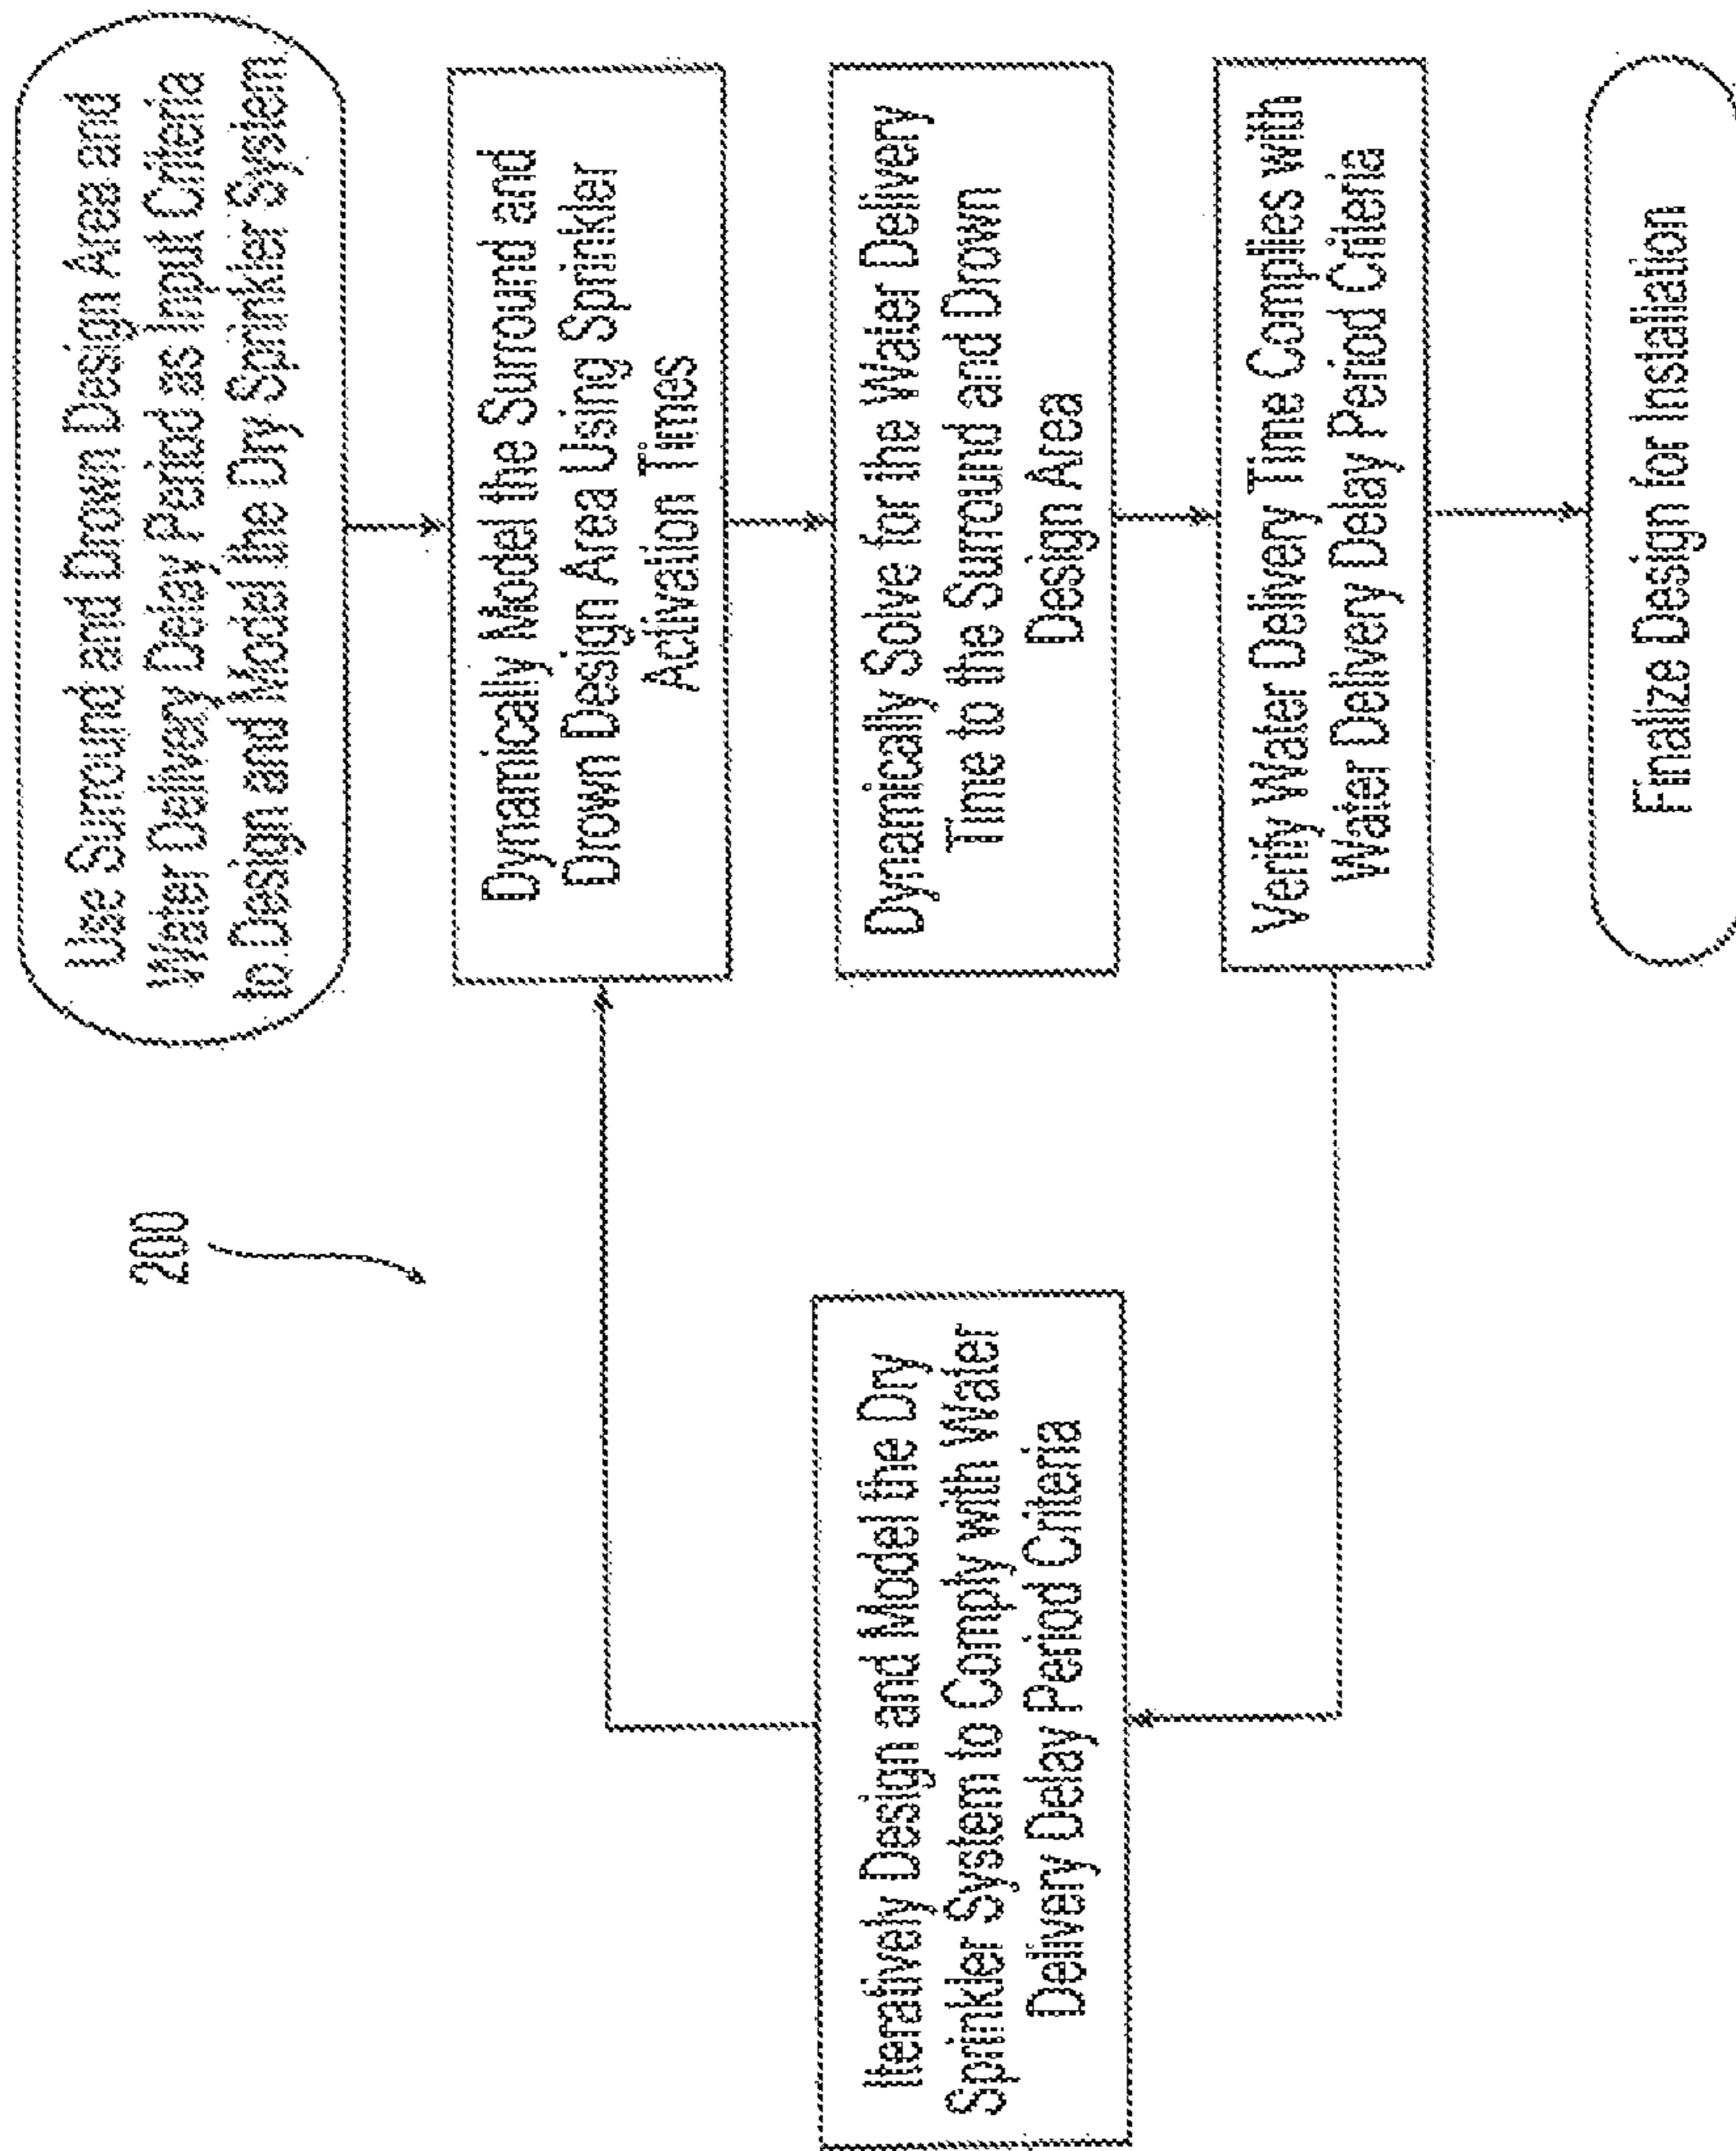 Use Surround and Drown Design Area and
Water Delivery Delay Period as Input Criteria
to Design and Model the Dry Sprinkler System
Dynamically Model the Surround and
Drown Design Area Using Sprinkler
Activation Times
Dynamically Solve for the Water Delivery
Time to the Surround and Drown
Design Area
Verify Water Delivery Time Complies with
Water Delivery Delay Period Criteria
Finalize Design for Installation
200
Iteratively Design and Model the Dry
Sprinkler System to Comply with Water
Delivery Delay Period Criteria